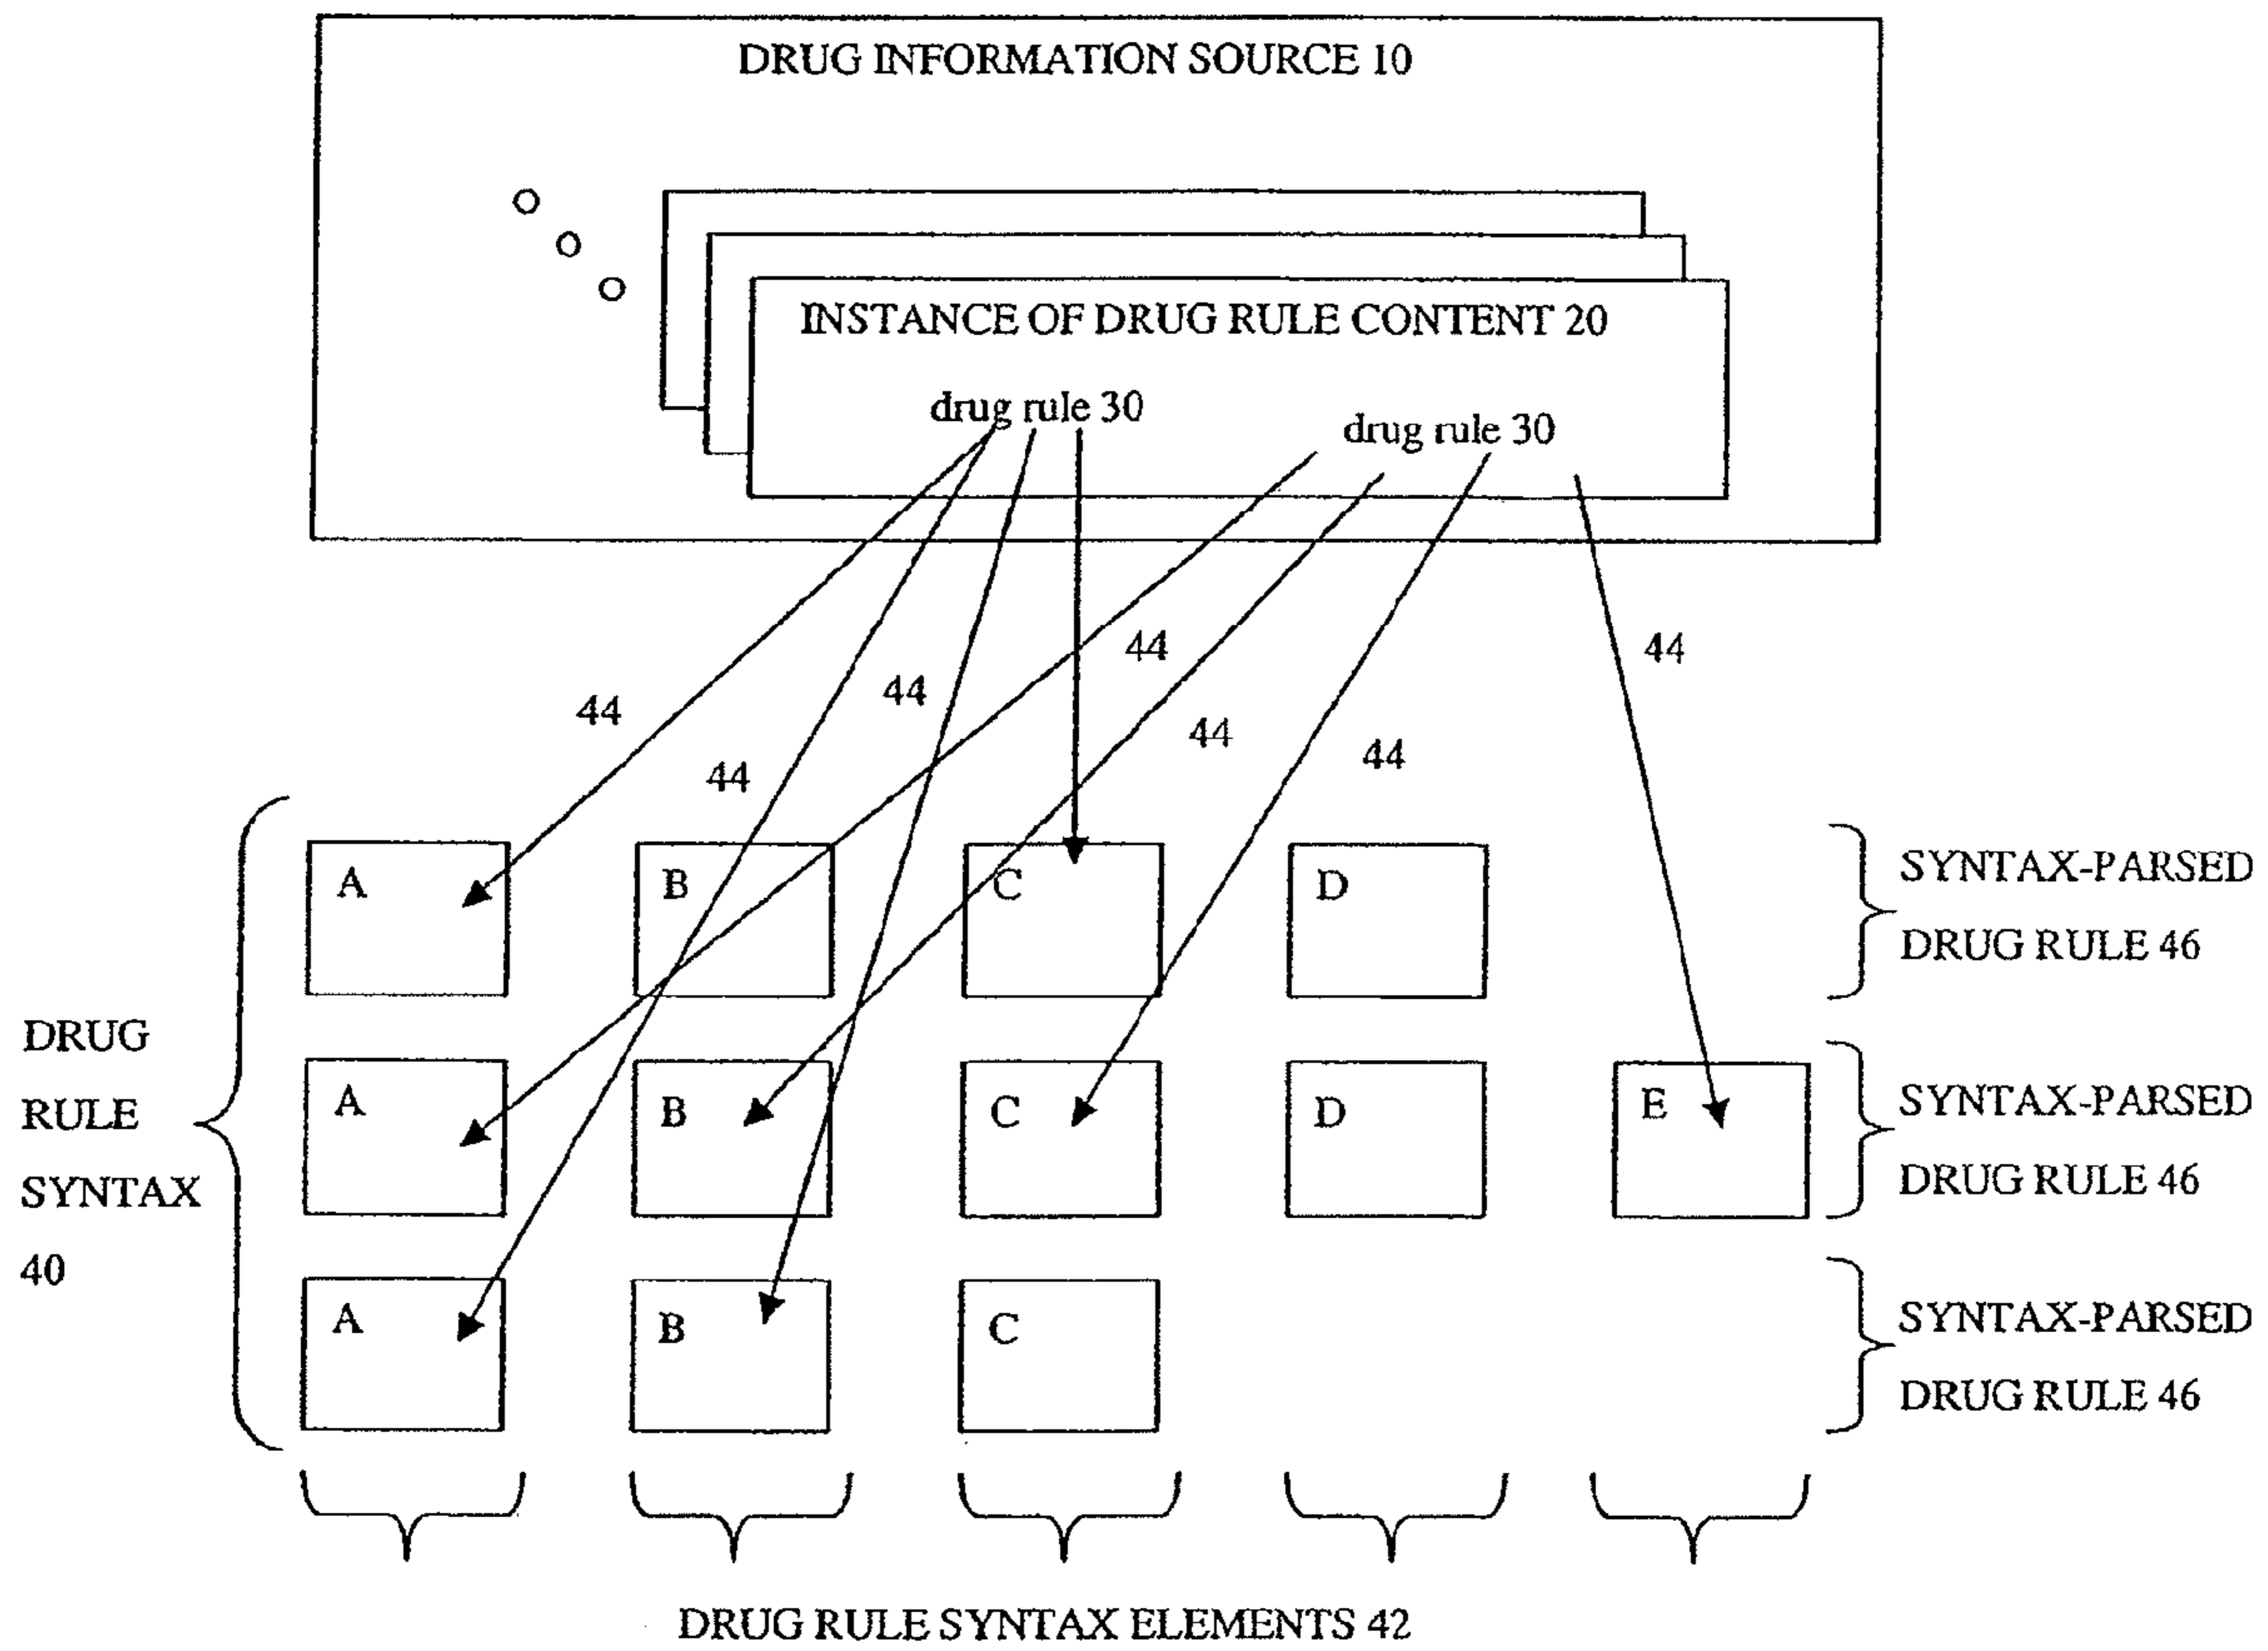 DRUG INFORMATION SOURCE 10
INSTANCE OF DRUG RULE CONTENT 20
drug rule 30
drug rule 30
44
44
44
44
44
44
44
DRUG
RULE
SYNTAX
40
A
B
C
D
SYNTAX-PARSED
DRUG RULE 46
A
B
C
D
E
SYNTAX-PARSED
DRUG RULE 46
A
B
C
SYNTAX-PARSED
DRUG RULE 46
DRUG RULE SYNTAX ELEMENTS 42